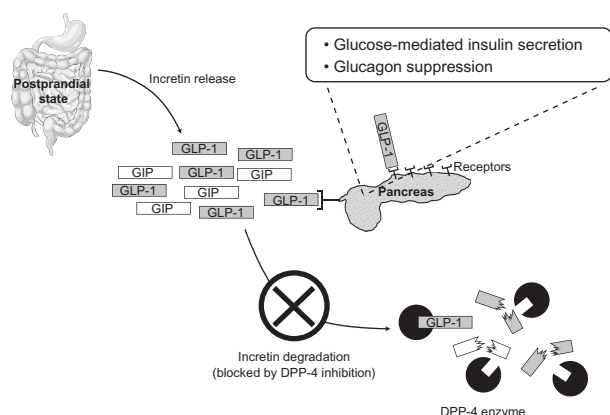 • Glucose-mediated insulin secretion
• Glucagon suppression
Postprandial
state
Incretin release
GLP-1
GLP-1
GLP-1
GIP
GLP-1
GIP
GLP-1
GIP
GIP
GLP-1
GLP-1
Receptors
Pancreas
GLP-1
Incretin degradation
(blocked by DPP-4 inhibition)
DPP-4 enzyme